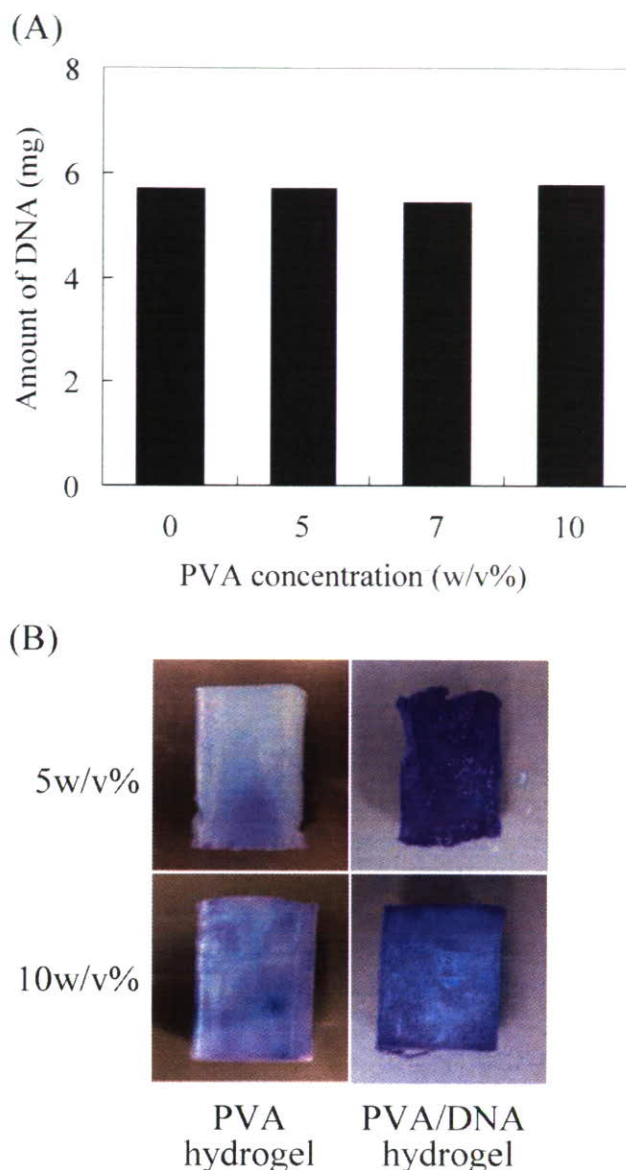 (A)
8
6
4
2
0
Amount of DNA (mg)
0 5 7 10
PVA concentration (w/v%)
(B)
5w/v%
10w/v%
PVA PVA/DNA
hydrogel hydrogel